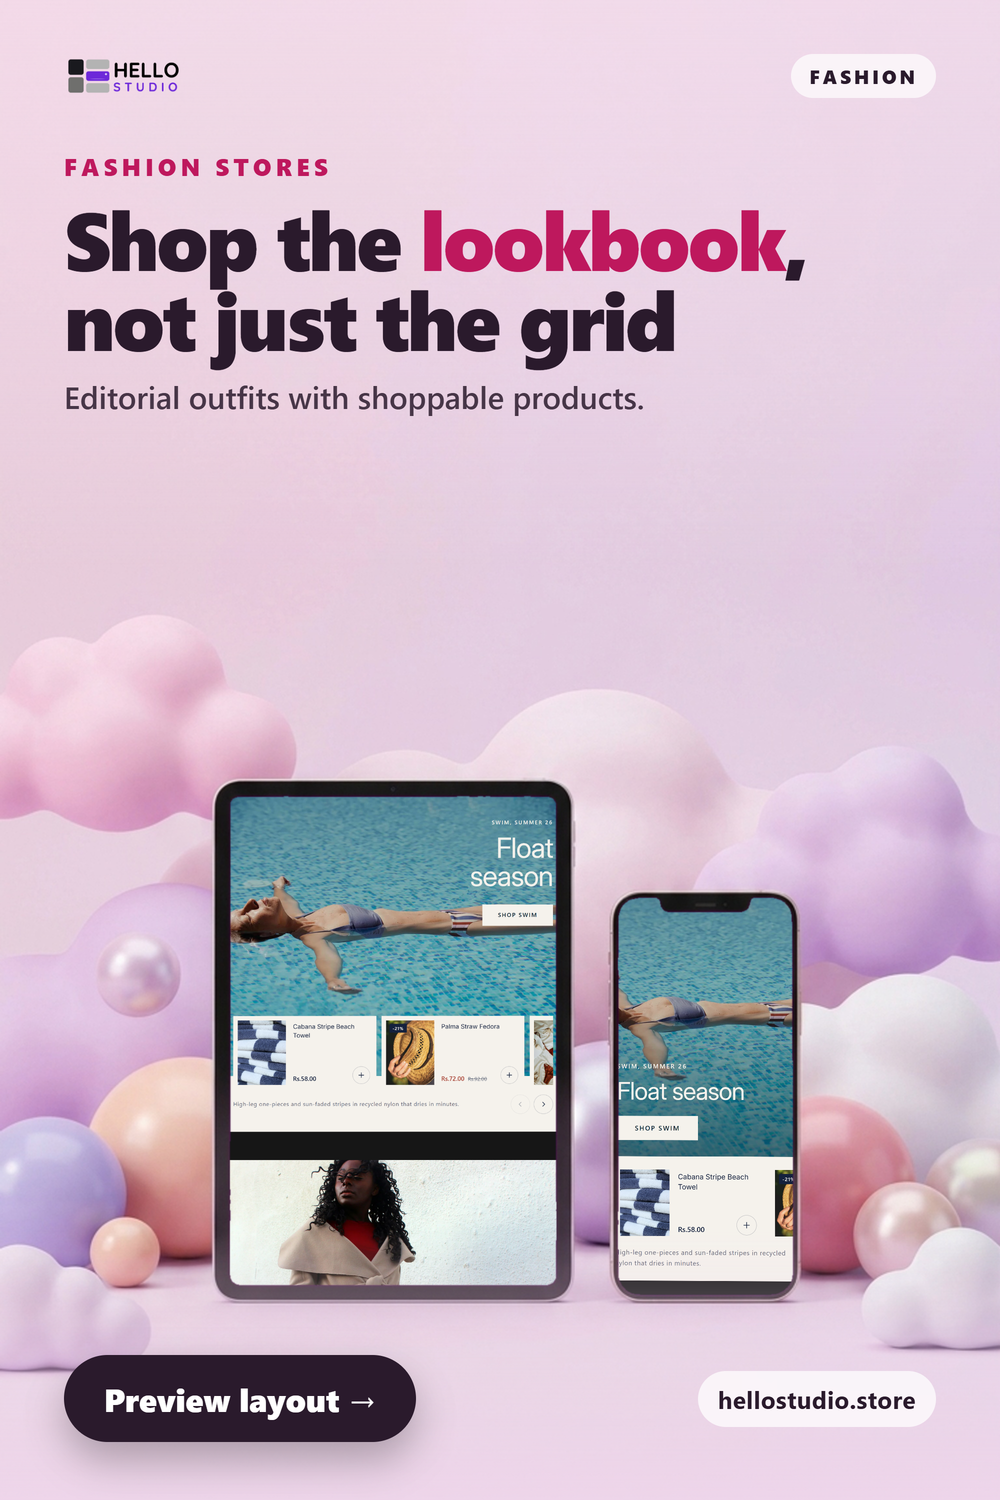 HELLO
STUDIO
FASHION
FASHION STORES
Shop the lookbook,
not just the grid
Editorial outfits with shoppable products.
SWIM, SUMMER 26
Float
season
SHOP SWIM
Cabana Stripe Beach
Towel
Rs.58.00
-21%
Palma Straw Fedora
Rs.72.00 Rs.92.00
High-leg one-pieces and sun-faded stripes in recycled nylon that dries in minutes.
SWIM, SUMMER 26
Float season
SHOP SWIM
Cabana Stripe Beach
Towel
Rs.58.00
-21%
High-leg one-pieces and sun-faded stripes in recycled
nylon that dries in minutes.
Preview layout →
hellostudio.store